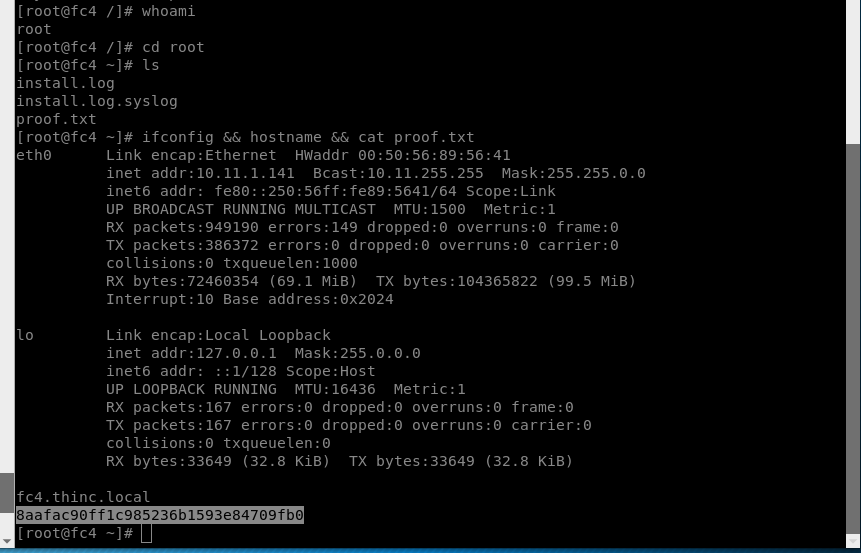 [root@fc4 /]# whoami
root
[root@fc4 /]# cd root
[root@fc4 ~]# ls
install.log
install.log.syslog
proof.txt
[root@fc4 ~]# ifconfig && hostname && cat proof.txt
eth0      Link encap:Ethernet  HWaddr 00:50:56:89:56:41
          inet addr:10.11.1.141  Bcast:10.11.255.255  Mask:255.255.0.0
          inet6 addr: fe80::250:56ff:fe89:5641/64 Scope:Link
          UP BROADCAST RUNNING MULTICAST  MTU:1500  Metric:1
          RX packets:949190 errors:149 dropped:0 overruns:0 frame:0
          TX packets:386372 errors:0 dropped:0 overruns:0 carrier:0
          collisions:0 txqueuelen:1000
          RX bytes:72460354 (69.1 MiB)  TX bytes:104365822 (99.5 MiB)
          Interrupt:10 Base address:0x2024
lo        Link encap:Local Loopback
          inet addr:127.0.0.1  Mask:255.0.0.0
          inet6 addr: ::1/128 Scope:Host
          UP LOOPBACK RUNNING  MTU:16436  Metric:1
          RX packets:167 errors:0 dropped:0 overruns:0 frame:0
          TX packets:167 errors:0 dropped:0 overruns:0 carrier:0
          collisions:0 txqueuelen:0
          RX bytes:33649 (32.8 KiB)  TX bytes:33649 (32.8 KiB)
fc4.thinc.local
8aafac90ff1c985236b1593e84709fb0
[root@fc4 ~]#